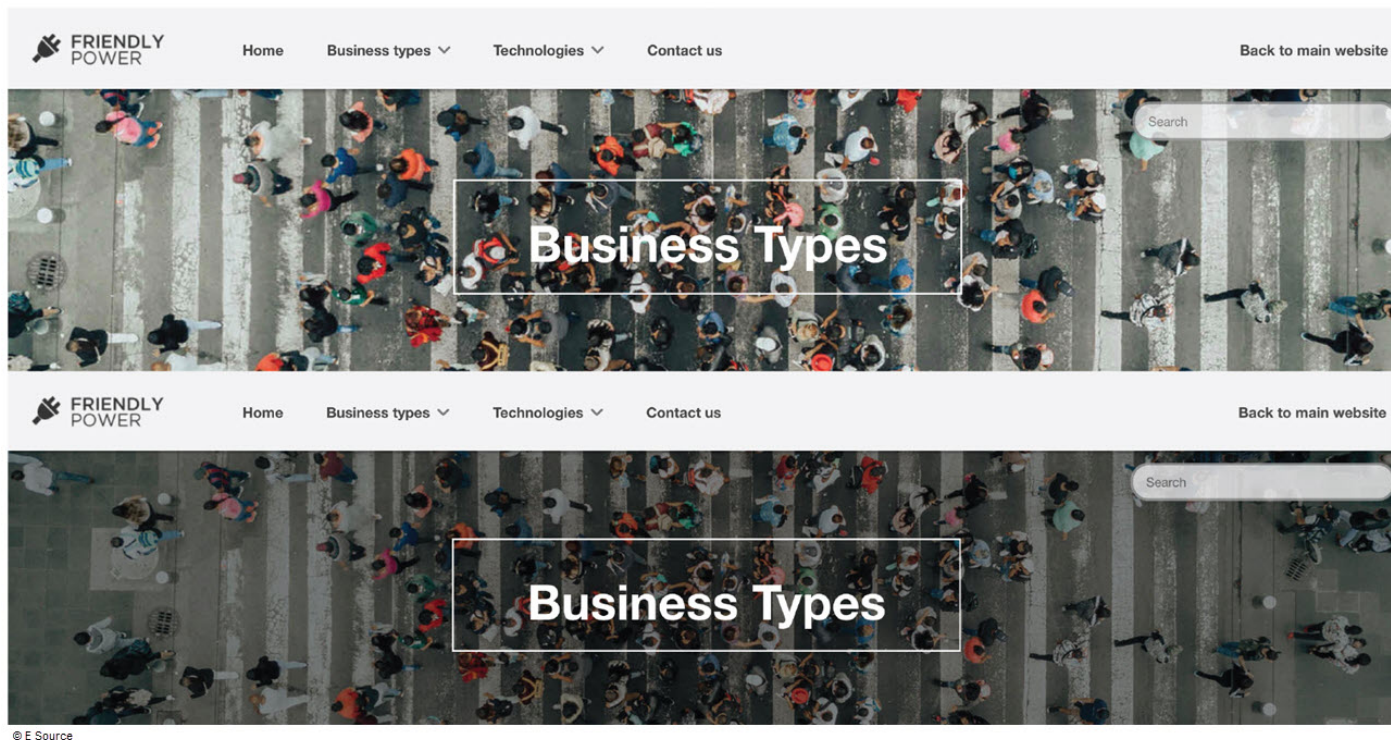 FRIENDLY
POWER
Home Business types Technologies Contact us Back to main website
Search
Business Types
FRIENDLY
POWER
Home Business types Technologies Contact us Back to main website
Search
Business Types
© E Source